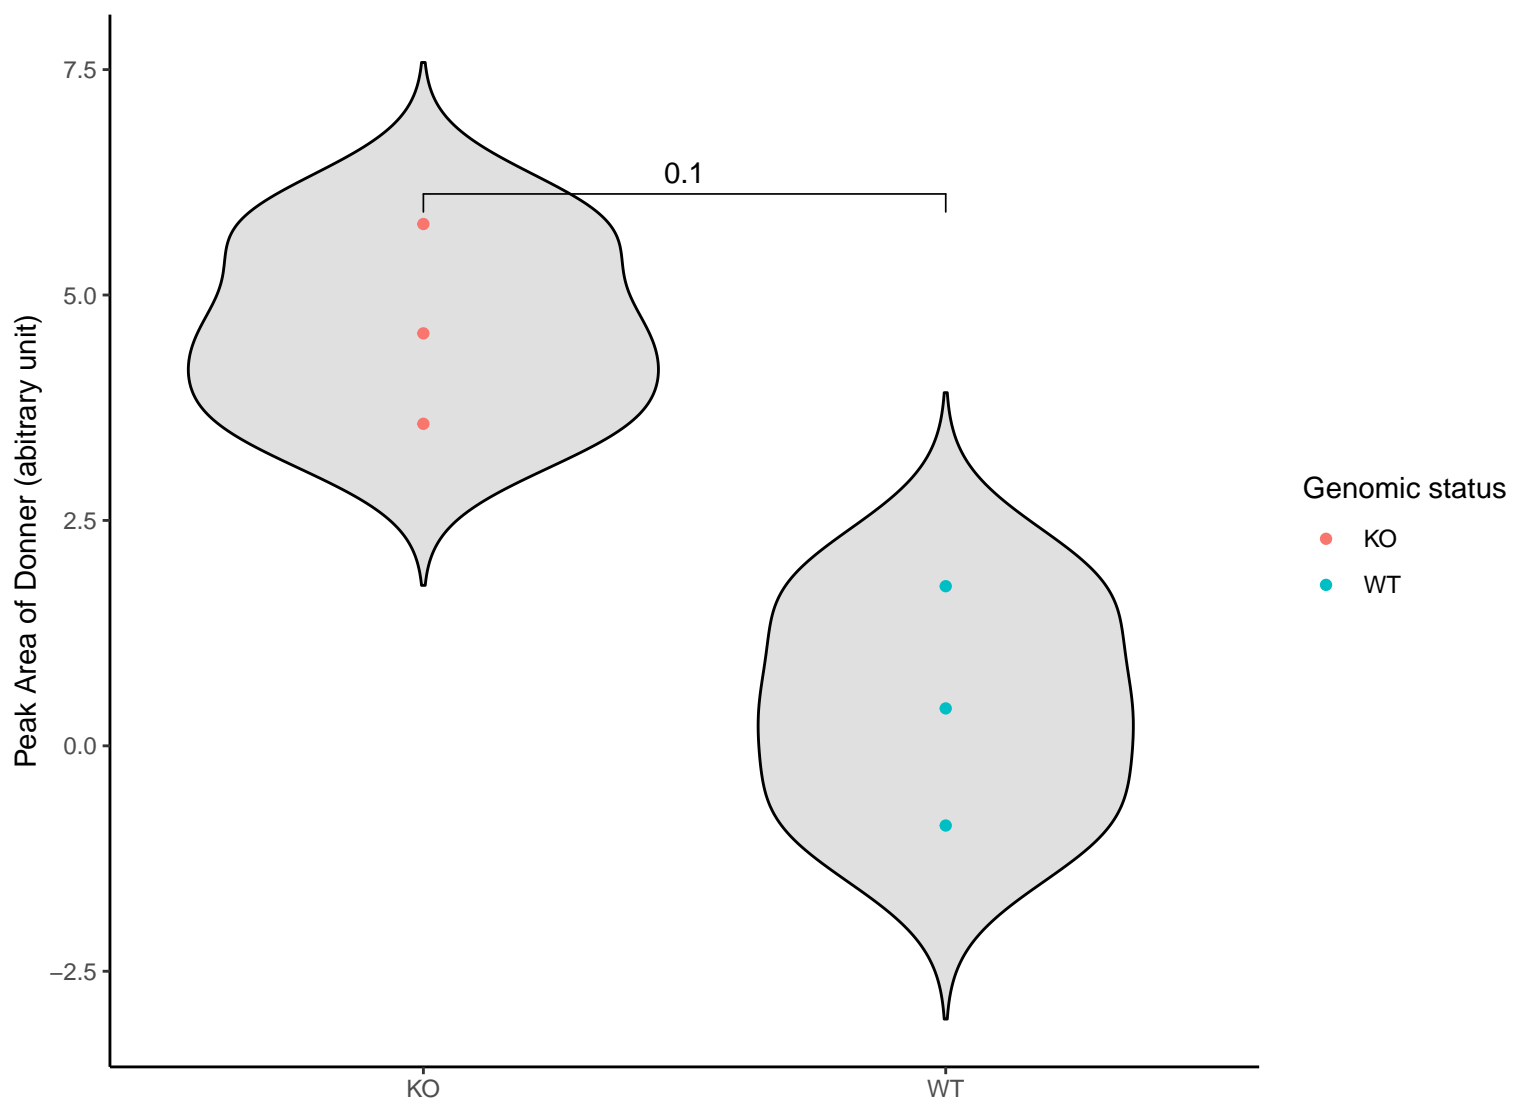 7.5
5.0
2.5
0.0
−2.5
Peak Area of Donner (abitrary unit)
0.1
KO
WT
Genomic status
KO
WT